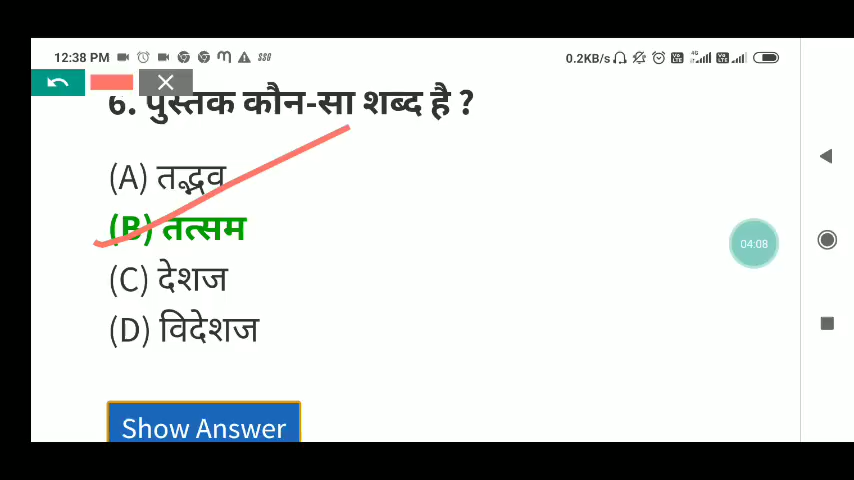 12:38 PM
0.2KB/s
6. पुस्तक कौन-सा शब्द है ?
(A) तद्भव
(B) तत्सम
(C) देशज
(D) विदेशज
Show Answer
04:08